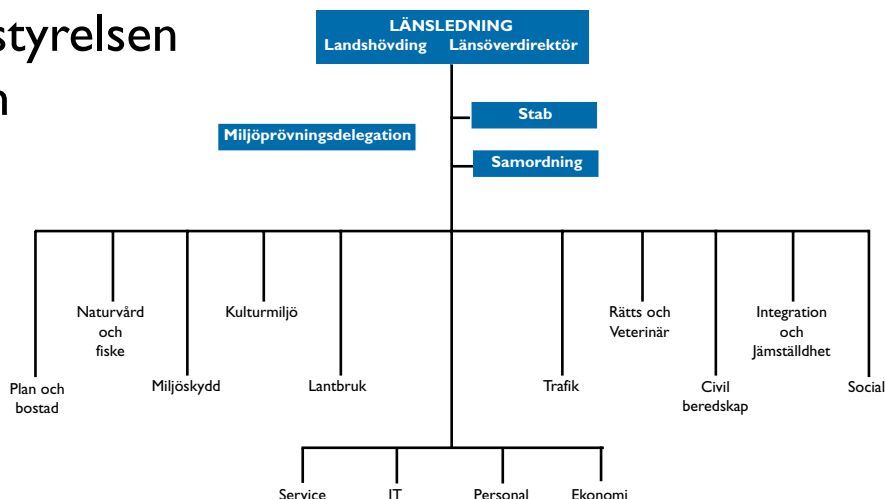 styrelsen
LÄNSLEDNING
Landshövding Länsöverdirektör
Stab
Miljöprövningsdelegation
Samordning
Naturvård
och
fiske
Kulturmiljö
Rätts och
Veterinär
Integration
och
Jämställdhet
Plan och
bostad
Miljöskydd
Lantbruk
Trafik
Civil
beredskap
Social
Service
IT
Personal
Ekonomi